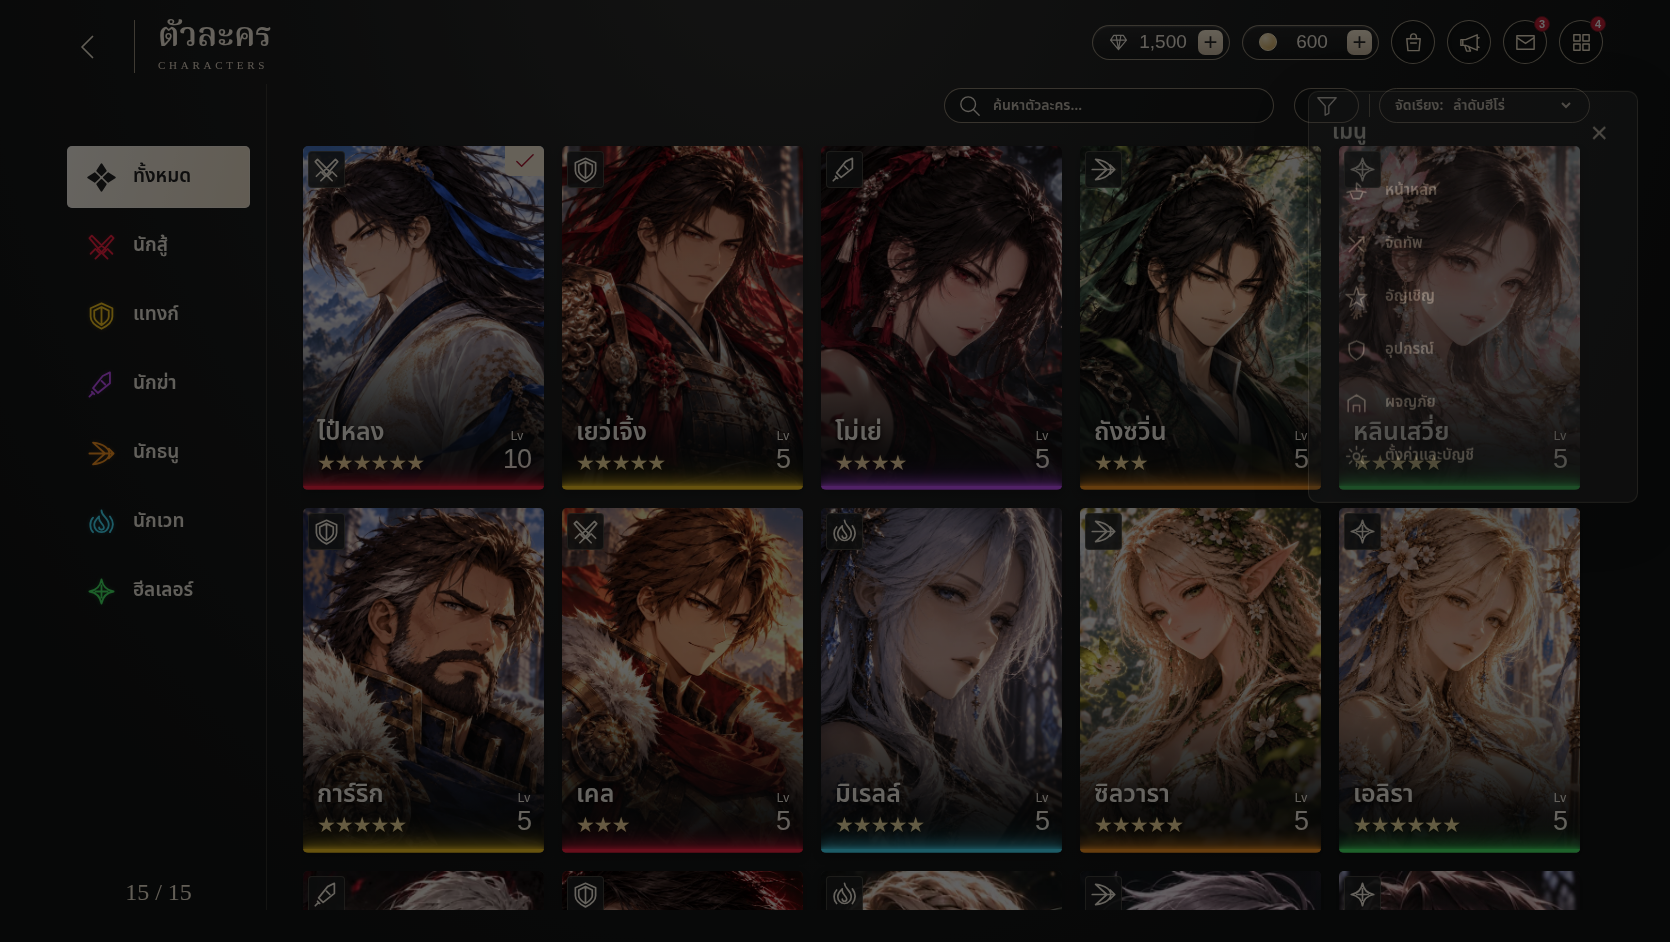 ตัวละคร
CHARACTERS
1,500
600
3
4
ค้นหาตัวละคร...
จัดเรียง: ลำดับฮีโร่
เมนู
หน้าหลัก
จัดทัพ
อัญเชิญ
อุปกรณ์
ผจญภัย
ตั้งค่าและบัญชี
ทั้งหมด
นักสู้
แทงก์
นักฆ่า
นักธนู
นักเวท
ฮีลเลอร์
15 / 15
ไป๋หลง
Lv
10
เยว่เจิ้ง
Lv
5
โม่เย่
Lv
5
ถังซวิ่น
Lv
5
หลินเสวี่ย
Lv
5
การ์ริก
Lv
5
เคล
Lv
5
มิเรลล์
Lv
5
ซิลวารา
Lv
5
เอลิรา
Lv
5